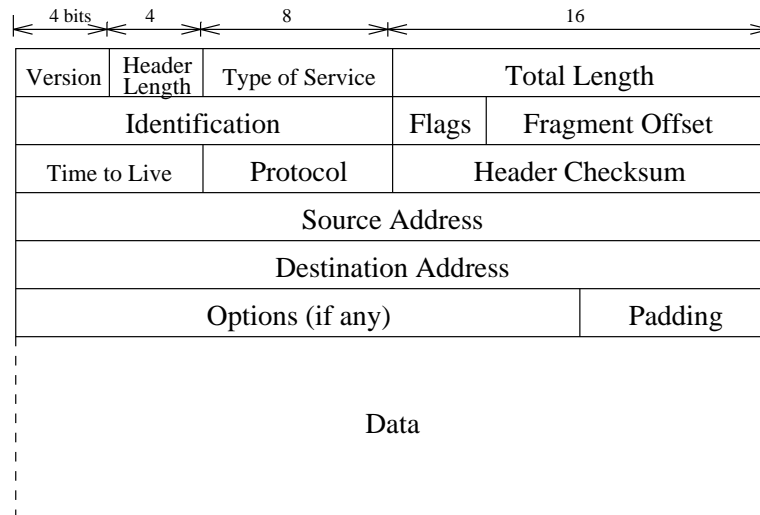 4 bits 4 8 16
Version Header Length Type of Service Total Length
Identification Flags Fragment Offset
Time to Live Protocol Header Checksum
Source Address
Destination Address
Options (if any) Padding
Data